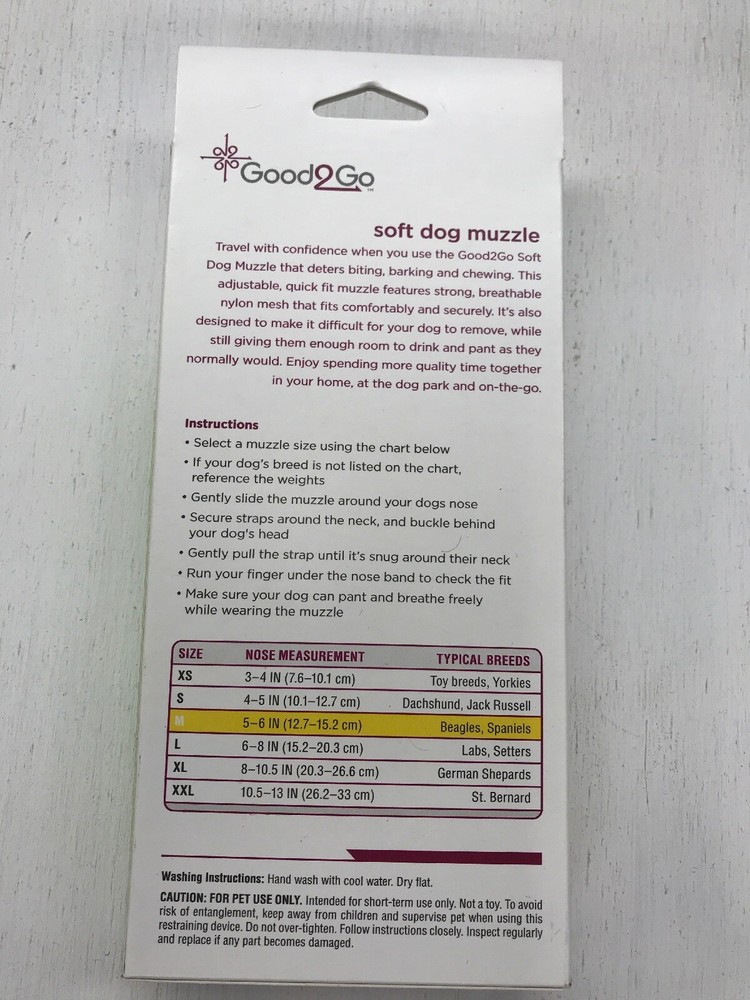 Good2Go™
soft dog muzzle
Travel with confidence when you use the Good2Go Soft
Dog Muzzle that deters biting, barking and chewing. This
adjustable, quick fit muzzle features strong, breathable
nylon mesh that fits comfortably and securely. It's also
designed to make it difficult for your dog to remove, while
still giving them enough room to drink and pant as they
normally would. Enjoy spending more quality time together
in your home, at the dog park and on-the-go.
Instructions
• Select a muzzle size using the chart below
• If your dog's breed is not listed on the chart,
reference the weights
• Gently slide the muzzle around your dogs nose
• Secure straps around the neck, and buckle behind
your dog's head
• Gently pull the strap until it's snug around their neck
• Run your finger under the nose band to check the fit
• Make sure your dog can pant and breathe freely
while wearing the muzzle
SIZE NOSE MEASUREMENT TYPICAL BREEDS
XS 3–4 IN (7.6–10.1 cm) Toy breeds, Yorkies
S 4–5 IN (10.1–12.7 cm) Dachshund, Jack Russell
M 5–6 IN (12.7–15.2 cm) Beagles, Spaniels
L 6–8 IN (15.2–20.3 cm) Labs, Setters
XL 8–10.5 IN (20.3–26.6 cm) German Shepards
XXL 10.5–13 IN (26.2–33 cm) St. Bernard
Washing Instructions: Hand wash with cool water. Dry flat.
CAUTION: FOR PET USE ONLY. Intended for short-term use only. Not a toy. To avoid
risk of entanglement, keep away from children and supervise pet when using this
restraining device. Do not over-tighten. Follow instructions closely. Inspect regularly
and replace if any part becomes damaged.